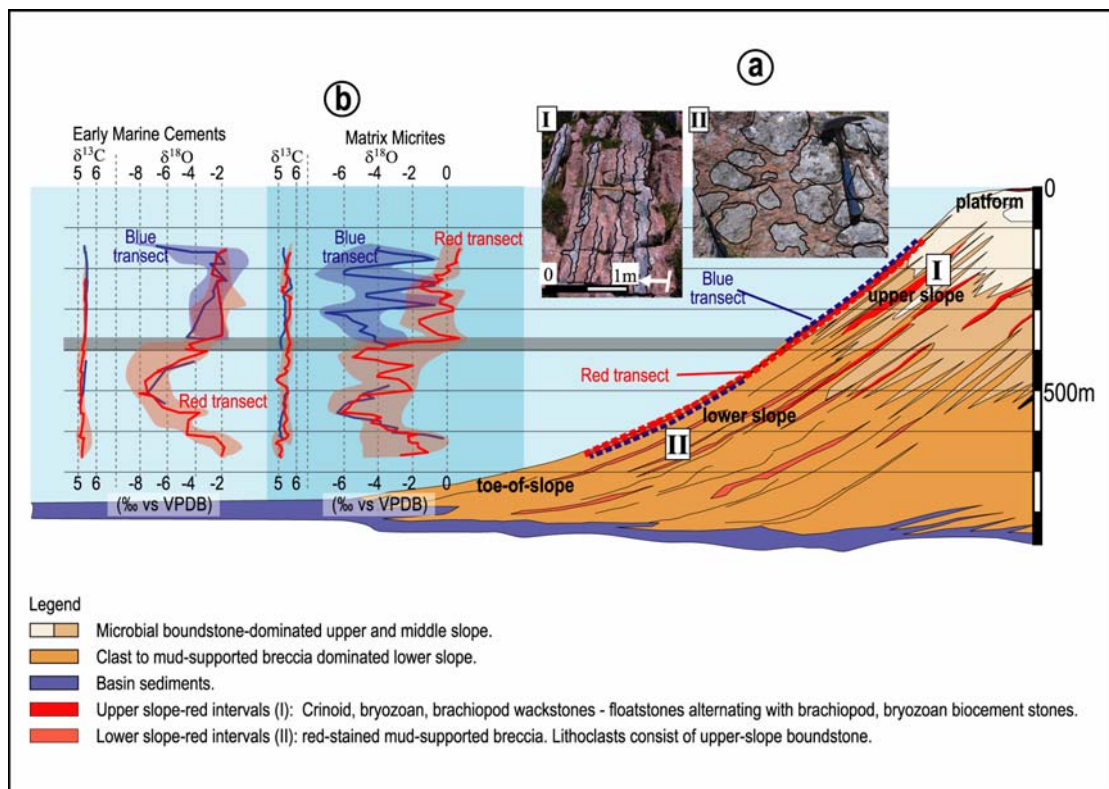 a
b
Early Marine Cements
δ¹³C δ¹⁸O
5 6 -8 -6 -4 -2
Matrix Micrites
δ¹³C δ¹⁸O
5 6 -6 -4 -2 0
I
II
0 1m
Blue transect
Red transect
Blue transect
Red transect
5 6 -8 -6 -4 -2
(‰ vs VPDB)
5 6 -6 -4 -2 0
(‰ vs VPDB)
0
platform
I
Blue transect
upper slope
Red transect
500m
lower slope
II
toe-of-slope
Legend
Microbial boundstone-dominated upper and middle slope.
Clast to mud-supported breccia dominated lower slope.
Basin sediments.
Upper slope-red intervals (I): Crinoid, bryozoan, brachiopod wackstones - floatstones alternating with brachiopod, bryozoan biocement stones.
Lower slope-red intervals (II): red-stained mud-supported breccia. Lithoclasts consist of upper-slope boundstone.